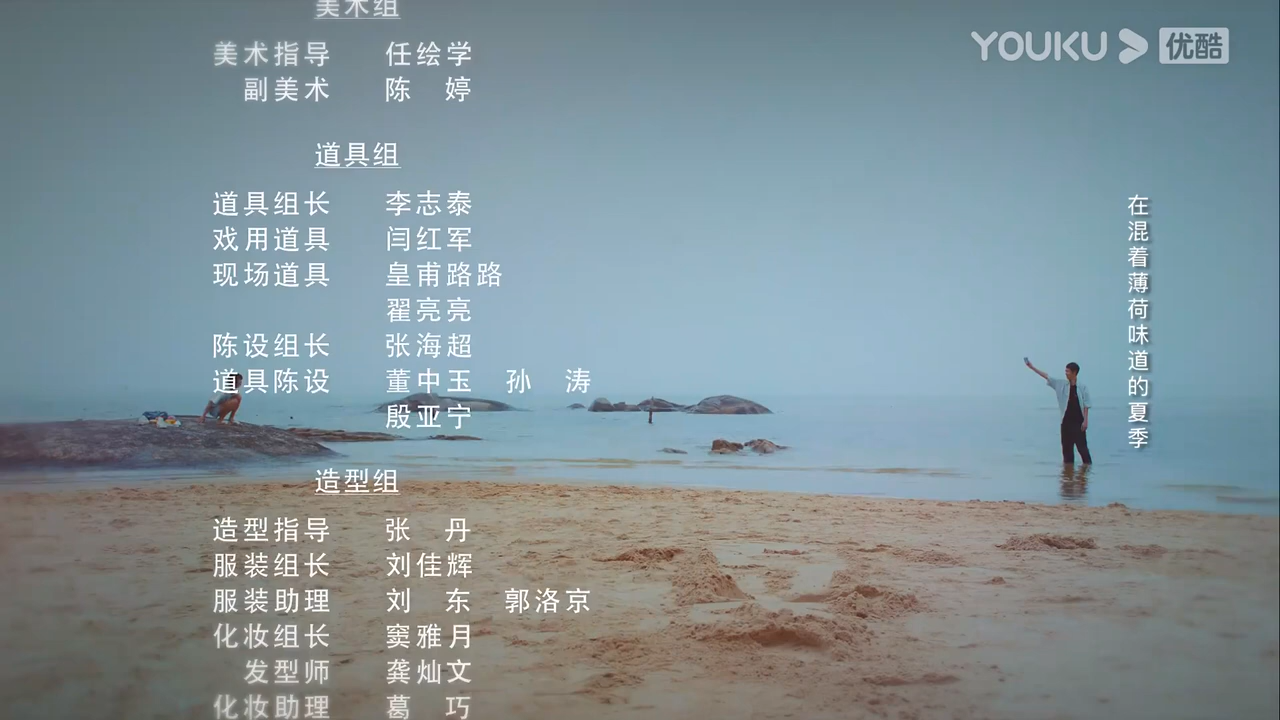 美术组
美术指导 任绘学
副美术 陈 婷
道具组
道具组长 李志泰
戏用道具 闫红军
现场道具 皇甫路路
翟亮亮
陈设组长 张海超
道具陈设 董中玉 孙 涛
殷亚宁
造型组
造型指导 张 丹
服装组长 刘佳辉
服装助理 刘 东 郭洛京
化妆组长 窦雅月
发型师 龚灿文
化妆助理 葛 巧
YOUKU 优酷
在混着薄荷味道的夏季